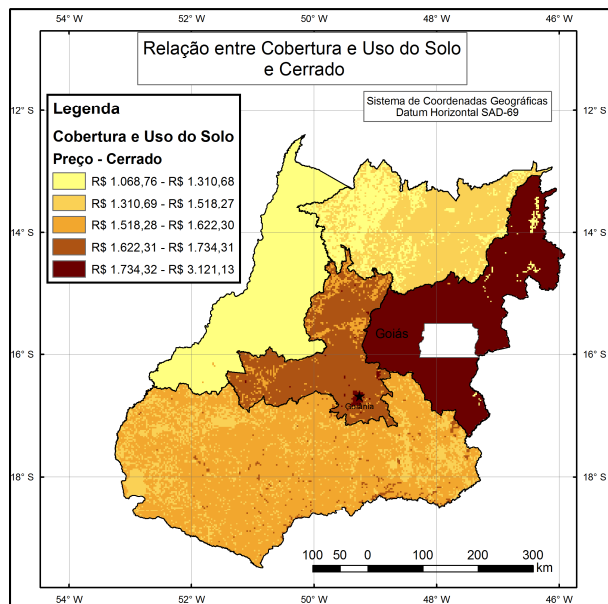 54° W 52° W 50° W 48° W 46° W
Relação entre Cobertura e Uso do Solo
e Cerrado
Sistema de Coordenadas Geográficas
Datum Horizontal SAD-69
Legenda
Cobertura e Uso do Solo
Preço - Cerrado
R$ 1.068,76 - R$ 1.310,68
R$ 1.310,69 - R$ 1.518,27
R$ 1.518,28 - R$ 1.622,30
R$ 1.622,31 - R$ 1.734,31
R$ 1.734,32 - R$ 3.121,13
12° S 12° S
14° S 14° S
16° S 16° S
18° S 18° S
Goiás
Goiânia
100 50 0 100 200 300
km
54° W 52° W 50° W 48° W 46° W